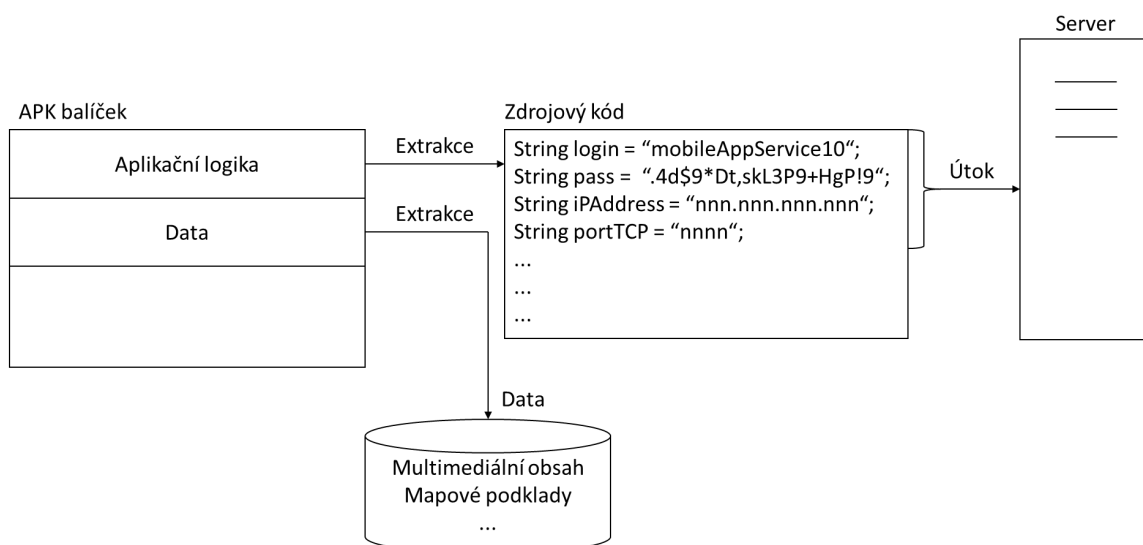 Server
APK balíček
Zdrojový kód
Aplikační logika
Extrakce
String login = “mobileAppService10“;
String pass =  “.4d$9*Dt,skL3P9+HgP!9“;
String iPAddress = “nnn.nnn.nnn.nnn“;
String portTCP = “nnnn“;
...
...
...
Útok
Data
Extrakce
Data
Multimediální obsah
Mapové podklady
...